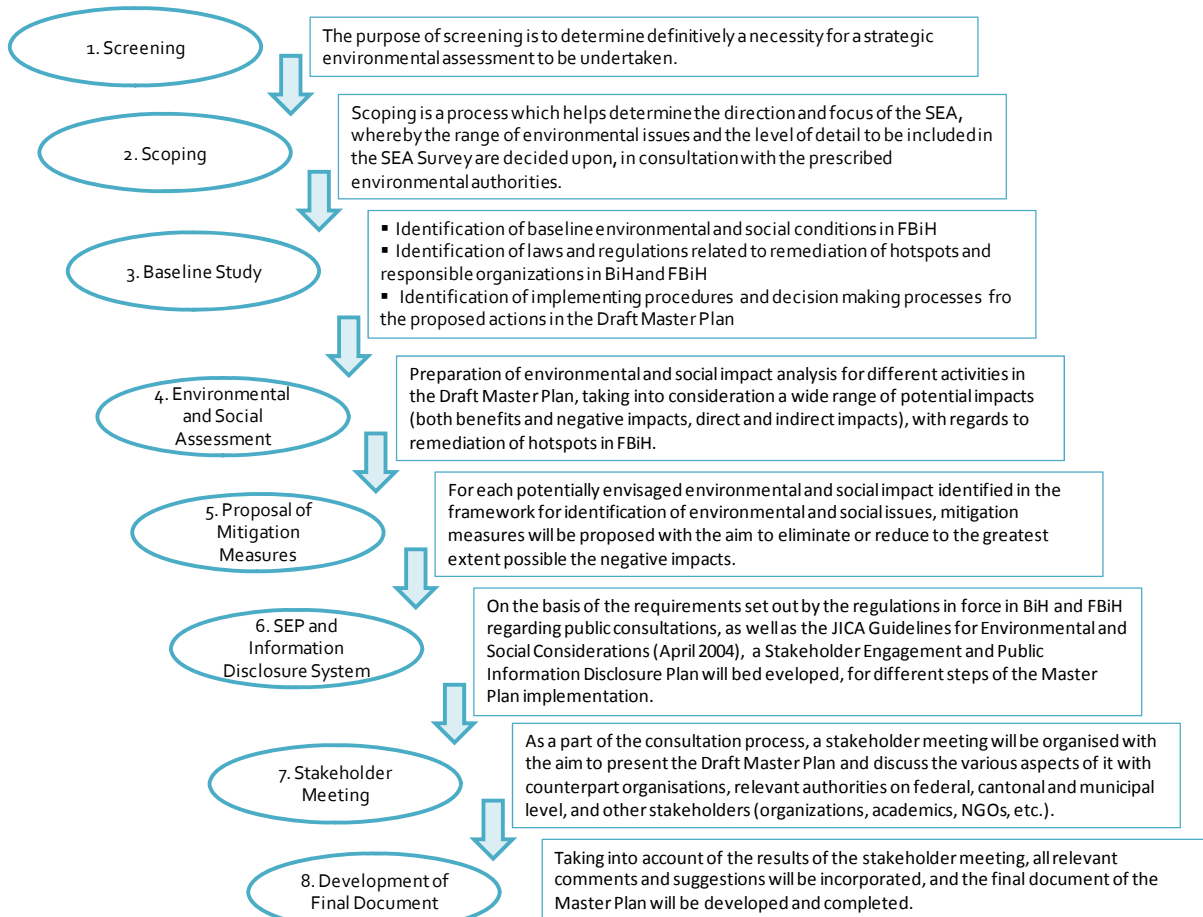 1. Screening
The purpose of screening is to determine definitively a necessity for a strategic
environmental assessment to be undertaken.
2. Scoping
Scoping is a process which helps determine the direction and focus of the SEA,
whereby the range of environmental issues and the level of detail to be included in
the SEA Survey are decided upon, in consultation with the prescribed
environmental authorities.
3. Baseline Study
▪ Identification of baseline environmental and social conditions in FBiH
▪ Identification of laws and regulations related to remediation of hotspots and
responsible organizations in BiH and FBiH
▪ Identification of implementing procedures and decision making processes fro
the proposed actions in the Draft Master Plan
4. Environmental
and Social
Assessment
Preparation of environmental and social impact analysis for different activities in
the Draft Master Plan, taking into consideration a wide range of potential impacts
(both benefits and negative impacts, direct and indirect impacts), with regards to
remediation of hotspots in FBiH.
5. Proposal of
Mitigation
Measures
For each potentially envisaged environmental and social impact identified in the
framework for identification of environmental and social issues, mitigation
measures will be proposed with the aim to eliminate or reduce to the greatest
extent possible the negative impacts.
6. SEP and
Information
Disclosure System
On the basis of the requirements set out by the regulations in force in BiH and FBiH
regarding public consultations, as well as the JICA Guidelines for Environmental and
Social Considerations (April 2004), a Stakeholder Engagement and Public
Information Disclosure Plan will bed eveloped, for different steps of the Master
Plan implementation.
7. Stakeholder
Meeting
As a part of the consultation process, a stakeholder meeting will be organised with
the aim to present the Draft Master Plan and discuss the various aspects of it with
counterpart organisations, relevant authorities on federal, cantonal and municipal
level, and other stakeholders (organizations, academics, NGOs, etc.).
8. Development of
Final Document
Taking into account of the results of the stakeholder meeting, all relevant
comments and suggestions will be incorporated, and the final document of the
Master Plan will be developed and completed.